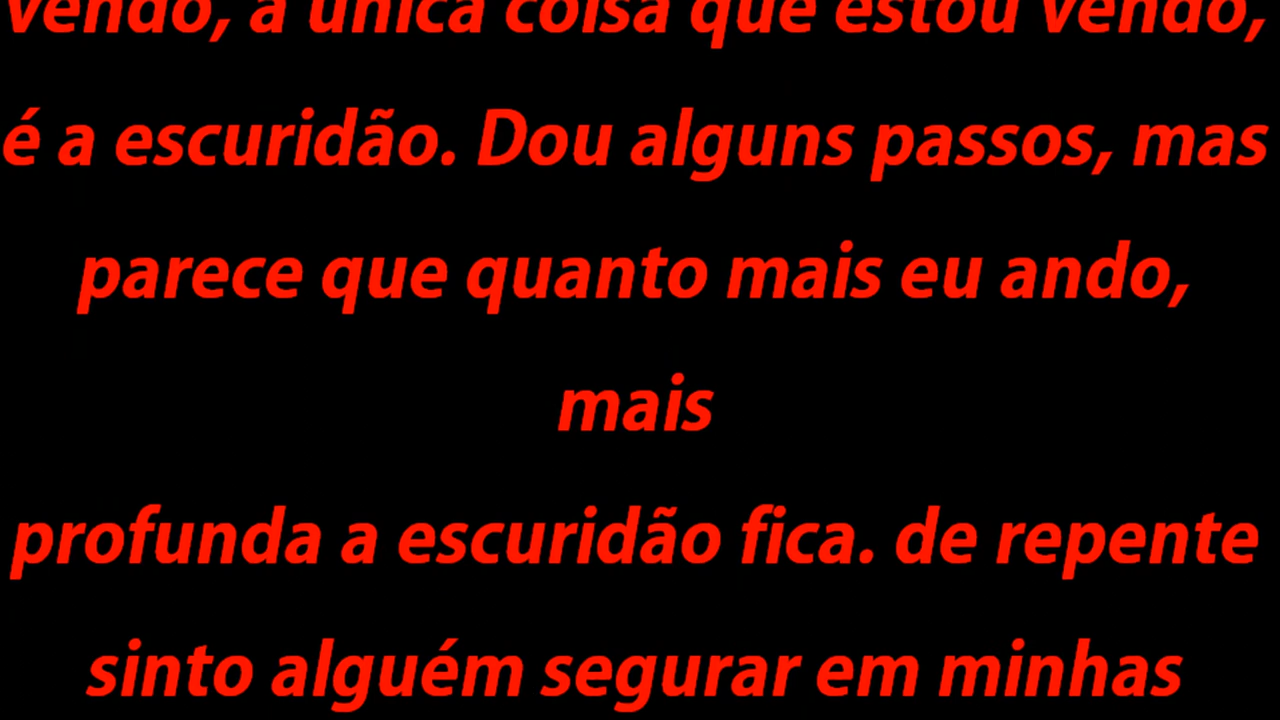 vendo, a única coisa que estou vendo,
é a escuridão. Dou alguns passos, mas
parece que quanto mais eu ando,
mais
profunda a escuridão fica. de repente
sinto alguém segurar em minhas